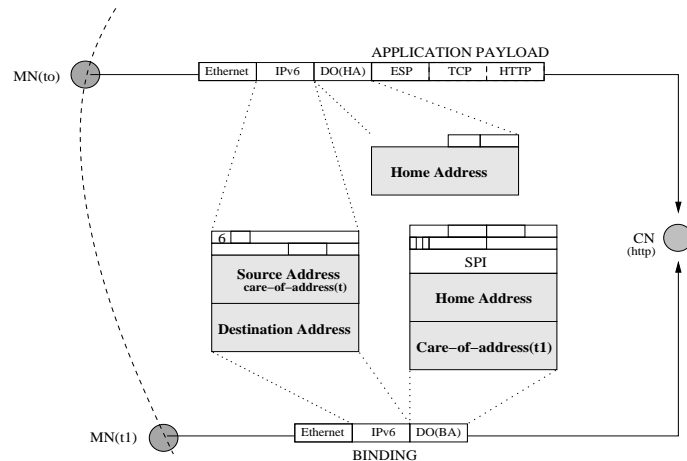 APPLICATION PAYLOAD
MN(to)
Ethernet IPv6 DO(HA) ESP TCP HTTP
Home Address
6
Source Address
care-of-address(t)
Destination Address
SPI
Home Address
Care-of-address(t1)
CN
(http)
MN(t1)
Ethernet IPv6 DO(BA)
BINDING